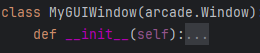 class MyGUIWindow(arcade.Window)
    def __init__(self):...